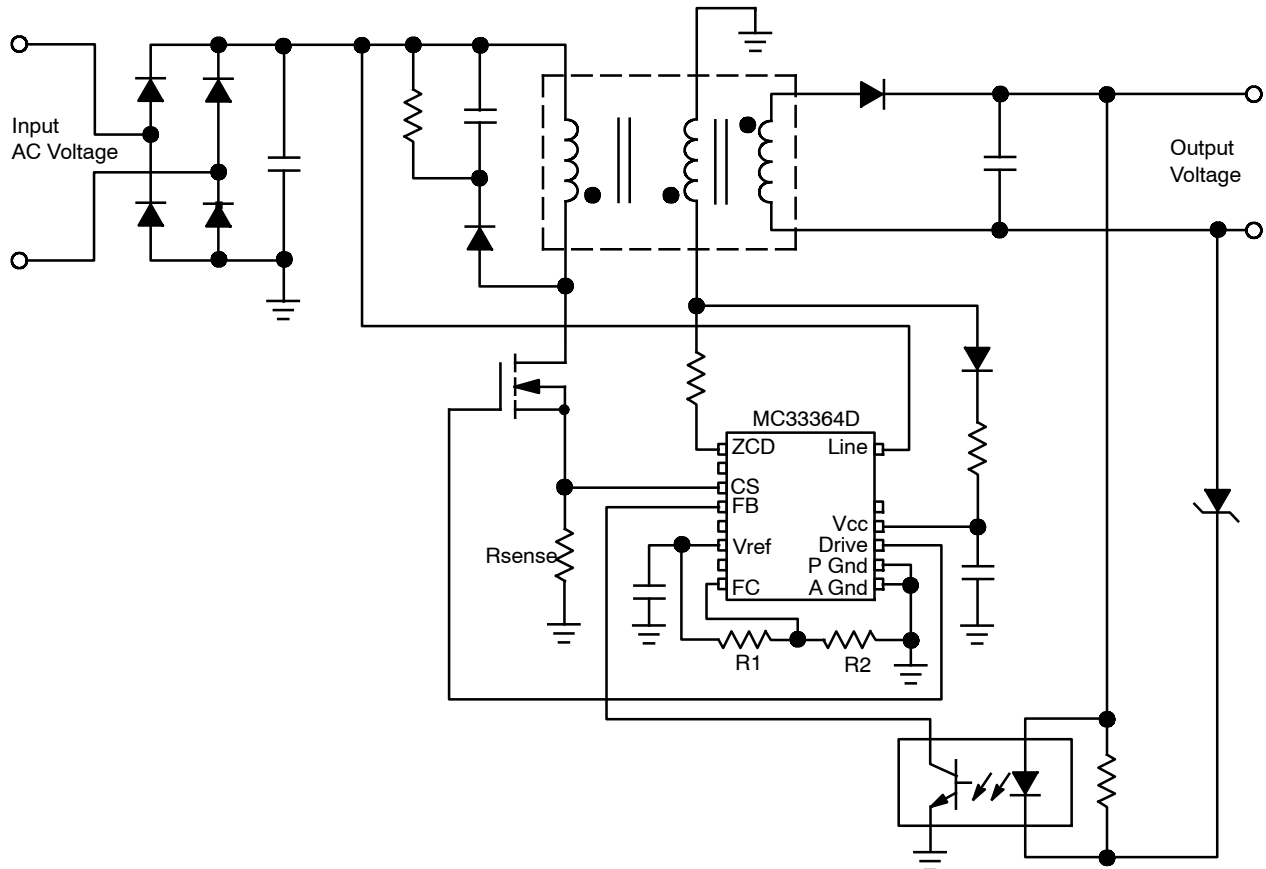 Input
AC Voltage
Output
Voltage
MC33364D
ZCD
Line
CS
FB
Vcc
Rsense
Vref
Drive
P Gnd
FC
A Gnd
R1
R2